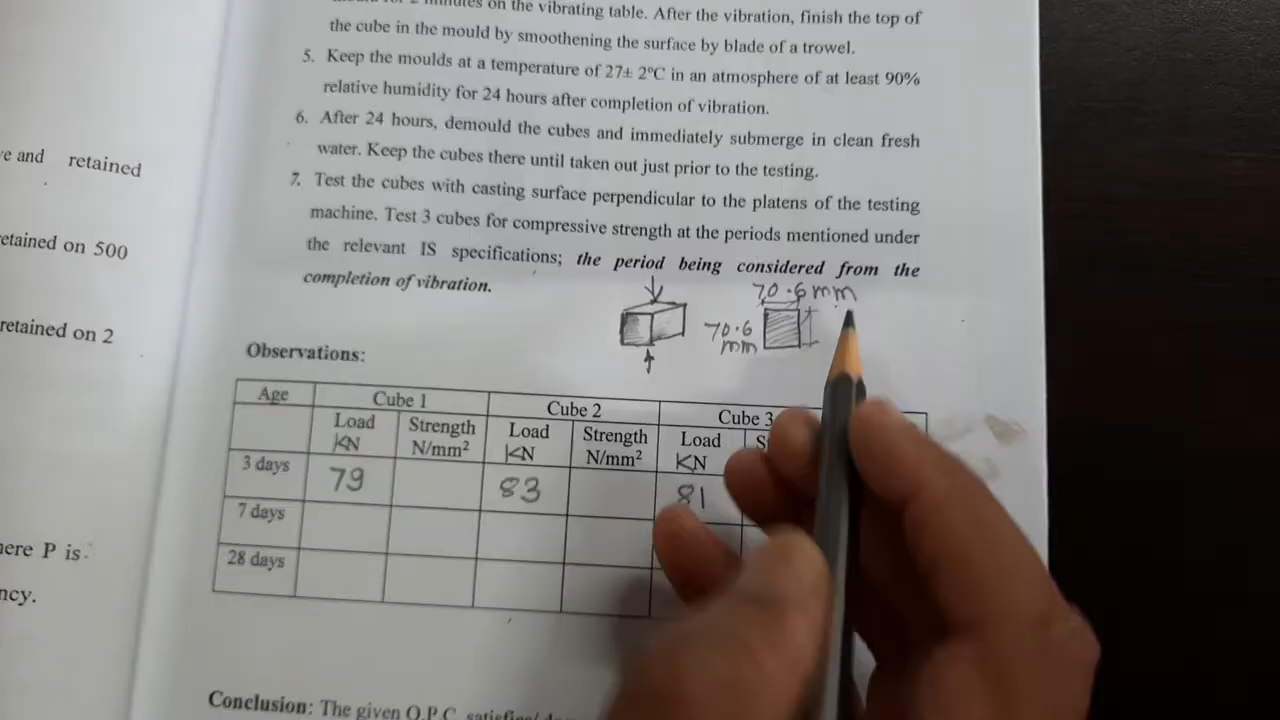 on the vibrating table. After the vibration, finish the top of
the cube in the mould by smoothening the surface by blade of a trowel.
5. Keep the moulds at a temperature of 27± 2°C in an atmosphere of at least 90%
relative humidity for 24 hours after completion of vibration.
6. After 24 hours, demould the cubes and immediately submerge in clean fresh
water. Keep the cubes there until taken out just prior to the testing.
7. Test the cubes with casting surface perpendicular to the platens of the testing
machine. Test 3 cubes for compressive strength at the periods mentioned under
the relevant IS specifications; the period being considered from the
completion of vibration.
70.6mm
70.6
mm
Observations:
Age Cube 1 Cube 2 Cube 3
Load Strength Load Strength Load
KN N/mm² KN N/mm² KN
3 days 79 83 81
7 days
28 days
Conclusion: The given O.P.C.
and retained
retained on 500
retained on 2
P is